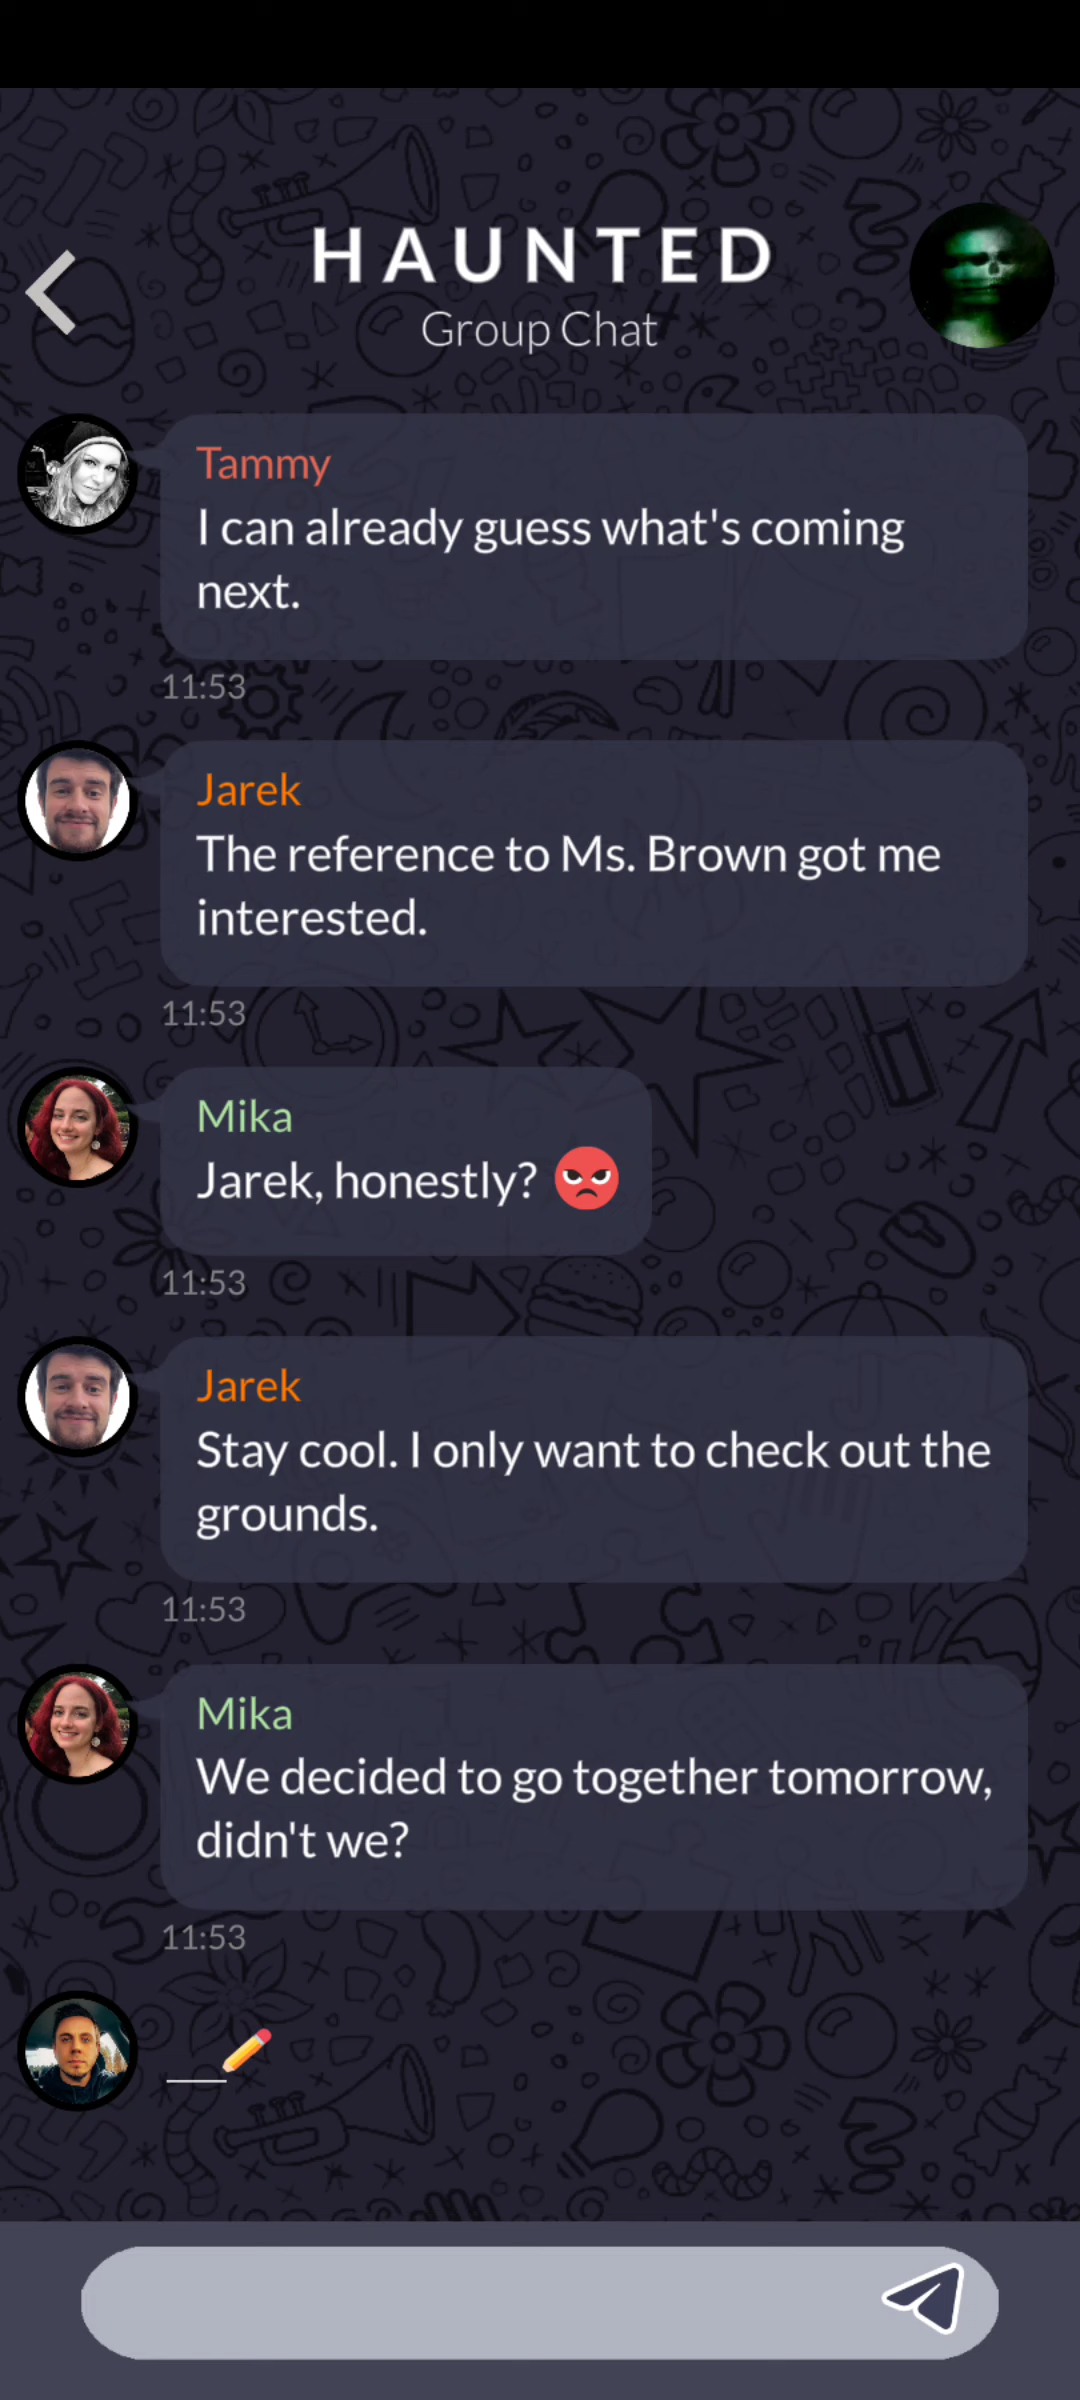 HAUNTED
Group Chat
Tammy
I can already guess what's coming
next.
11:53
Jarek
The reference to Ms. Brown got me
interested.
11:53
Mika
Jarek, honestly? 😡
11:53
Jarek
Stay cool. I only want to check out the
grounds.
11:53
Mika
We decided to go together tomorrow,
didn't we?
11:53